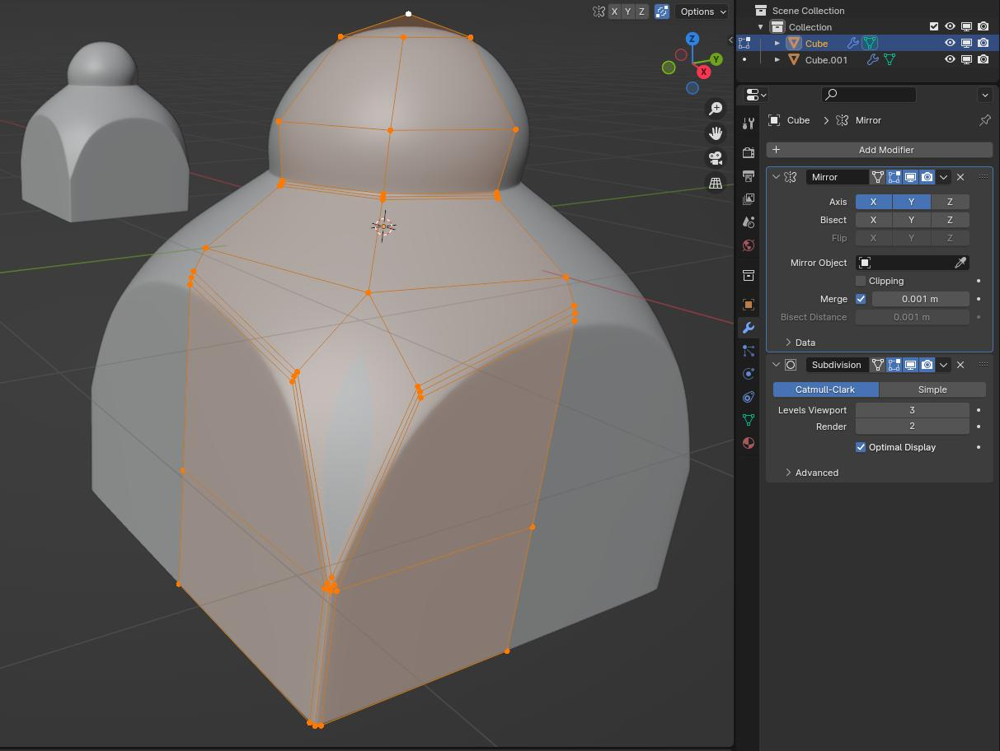 X Y Z Options
Z
Y
X
Scene Collection
Collection
Cube
Cube.001
Cube > Mirror
+ Add Modifier
Mirror
Axis X Y Z
Bisect X Y Z
Flip X Y Z
Mirror Object
Clipping
Merge 0.001 m
Bisect Distance 0.001 m
Data
Subdivision
Catmull-Clark Simple
Levels Viewport 3
Render 2
Optimal Display
Advanced